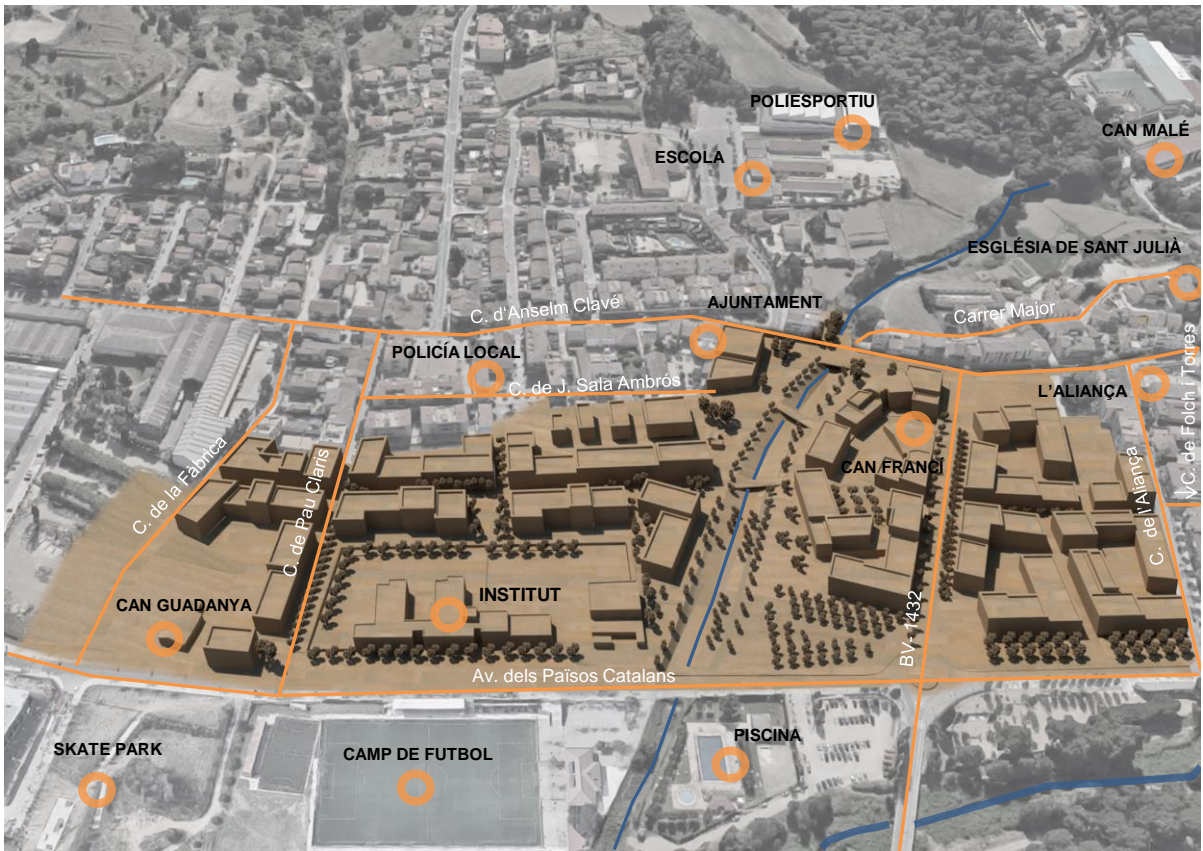 POLIESPORTIU
CAN MALÉ
ESCOLA
ESGLÉSIA DE SANT JULIÀ
AJUNTAMENT
C. d'Anselm Clavé
Carrer Major
POLICÍA LOCAL
C. de J. Sala Ambrós
L'ALIANÇA
VC. de Folch i Torres
CAN FRANCÍ
C. de la Fàbrica
C. de Pau Claris
C. de l'Aliança
CAN GUADANYA
INSTITUT
BV- 1432
Av. dels Països Catalans
SKATE PARK
CAMP DE FUTBOL
PISCINA